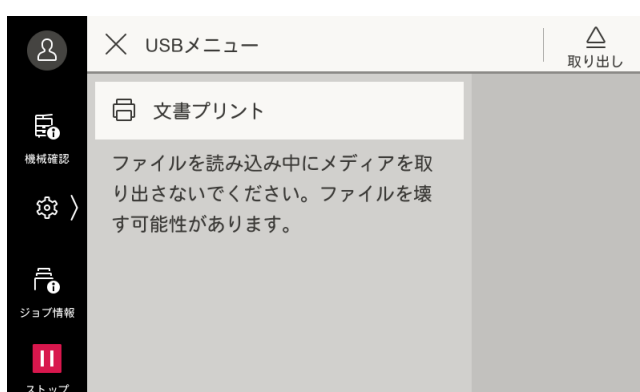 USBメニュー
取り出し
文書プリント
機械確認
ファイルを読み込み中にメディアを取
り出さないでください。ファイルを壊
す可能性があります。
ジョブ情報
ストップ